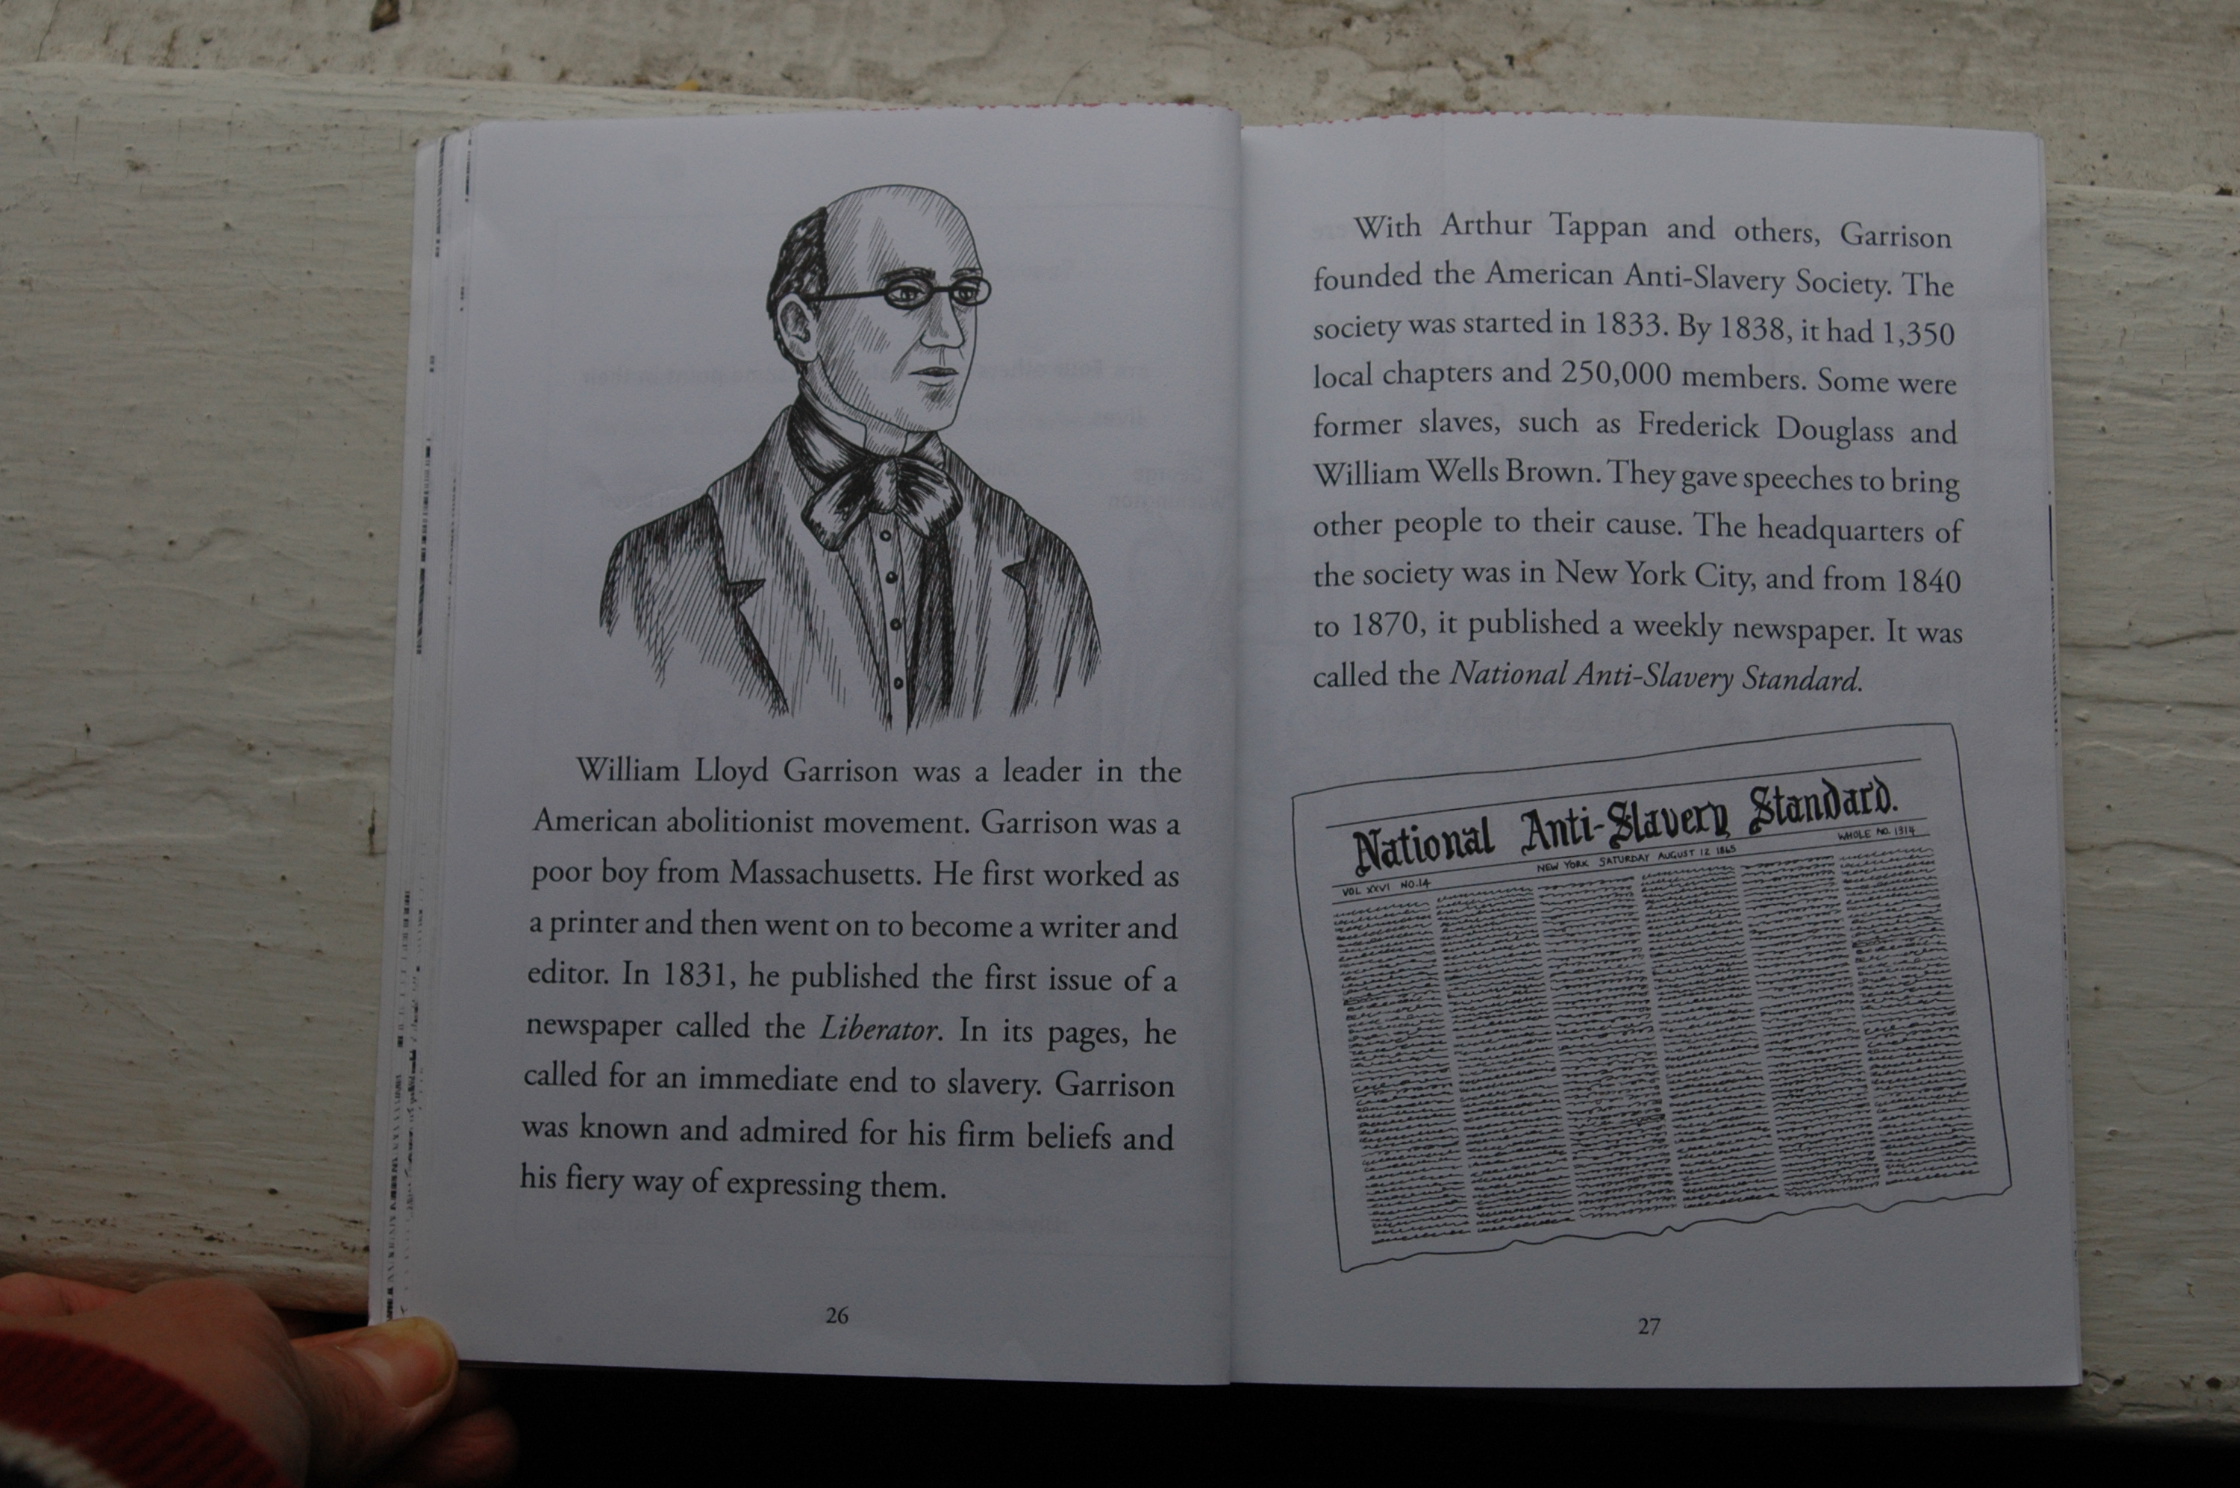 William Lloyd Garrison was a leader in the
American abolitionist movement. Garrison was a
poor boy from Massachusetts. He first worked as
a printer and then went on to become a writer and
editor. In 1831, he published the first issue of a
newspaper called the Liberator. In its pages, he
called for an immediate end to slavery. Garrison
was known and admired for his firm beliefs and
his fiery way of expressing them.
26
With Arthur Tappan and others, Garrison
founded the American Anti-Slavery Society. The
society was started in 1833. By 1838, it had 1,350
local chapters and 250,000 members. Some were
former slaves, such as Frederick Douglass and
William Wells Brown. They gave speeches to bring
other people to their cause. The headquarters of
the society was in New York City, and from 1840
to 1870, it published a weekly newspaper. It was
called the National Anti-Slavery Standard.
National Anti-Slavery Standard.
VOL XXVI NO.14 NEW YORK SATURDAY AUGUST 12 1865 WHOLE NO. 1314
27